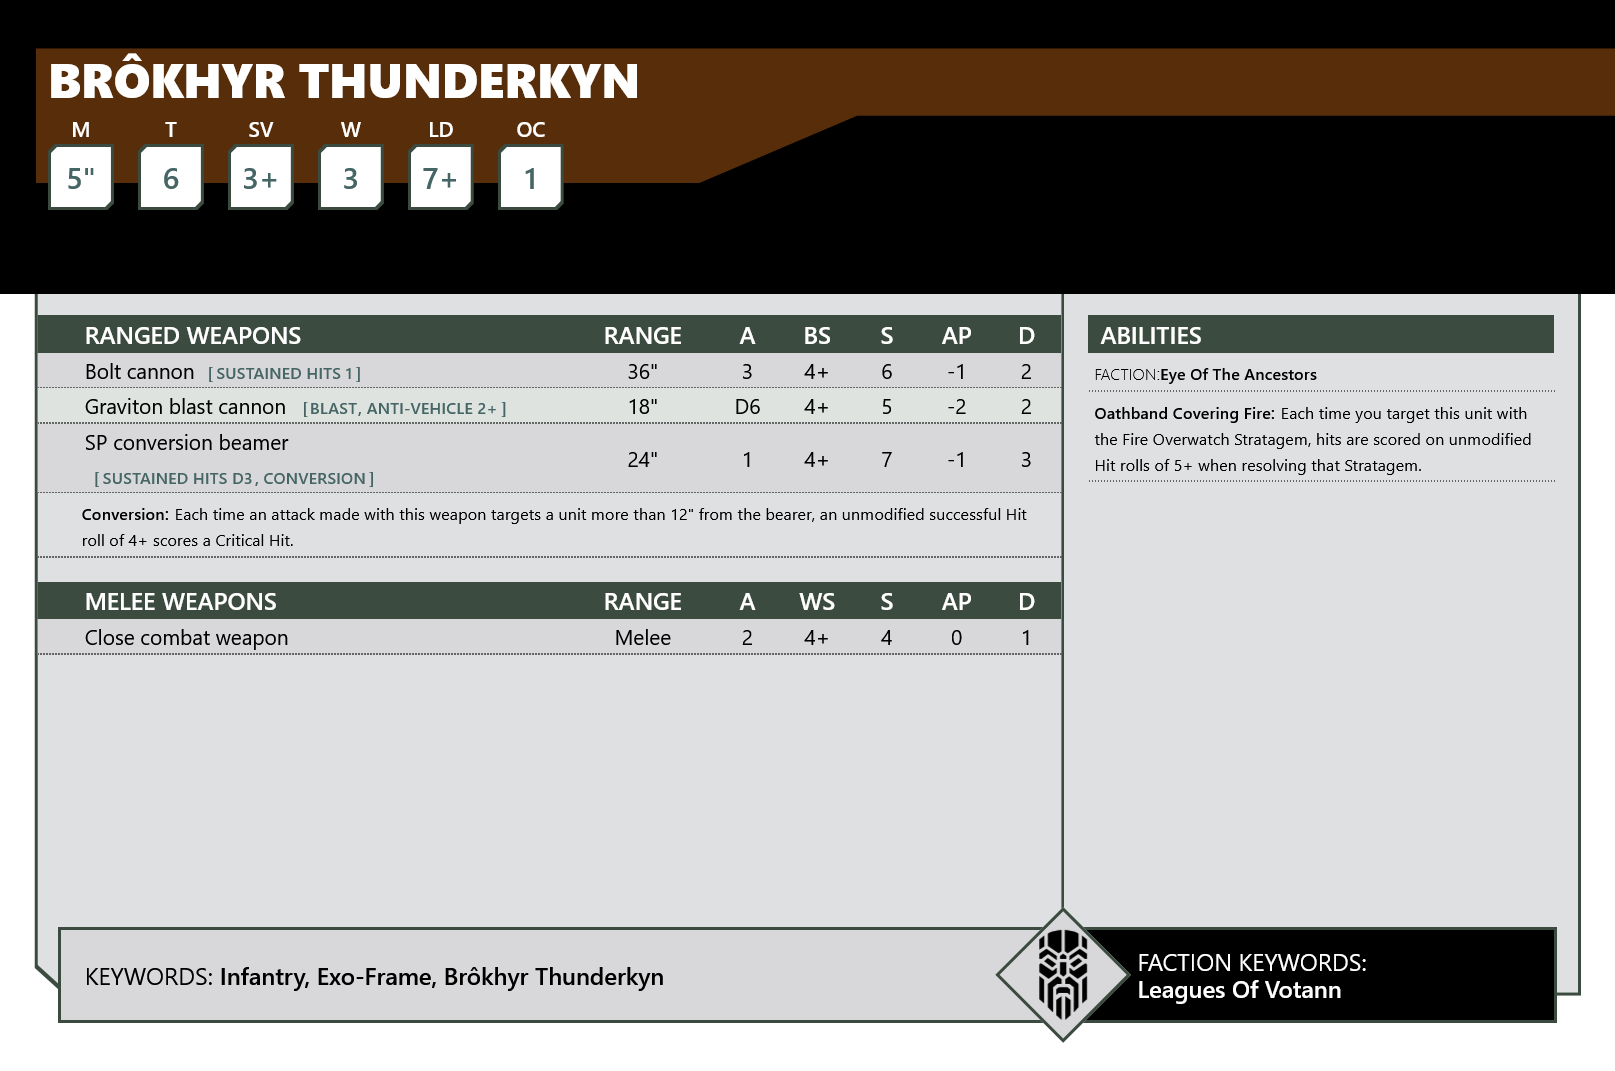 BRÔKHYR THUNDERKYN
M T SV W LD OC
5" 6 3+ 3 7+ 1
RANGED WEAPONS RANGE A BS S AP D
Bolt cannon [ SUSTAINED HITS 1 ] 36" 3 4+ 6 -1 2
Graviton blast cannon [ BLAST, ANTI-VEHICLE 2+ ] 18" D6 4+ 5 -2 2
SP conversion beamer
24" 1 4+ 7 -1 3
[ SUSTAINED HITS D3, CONVERSION ]
Conversion: Each time an attack made with this weapon targets a unit more than 12" from the bearer, an unmodified successful Hit
roll of 4+ scores a Critical Hit.
MELEE WEAPONS RANGE A WS S AP D
Close combat weapon Melee 2 4+ 4 0 1
ABILITIES
FACTION:Eye Of The Ancestors
Oathband Covering Fire: Each time you target this unit with
the Fire Overwatch Stratagem, hits are scored on unmodified
Hit rolls of 5+ when resolving that Stratagem.
KEYWORDS: Infantry, Exo-Frame, Brôkhyr Thunderkyn
FACTION KEYWORDS:
Leagues Of Votann